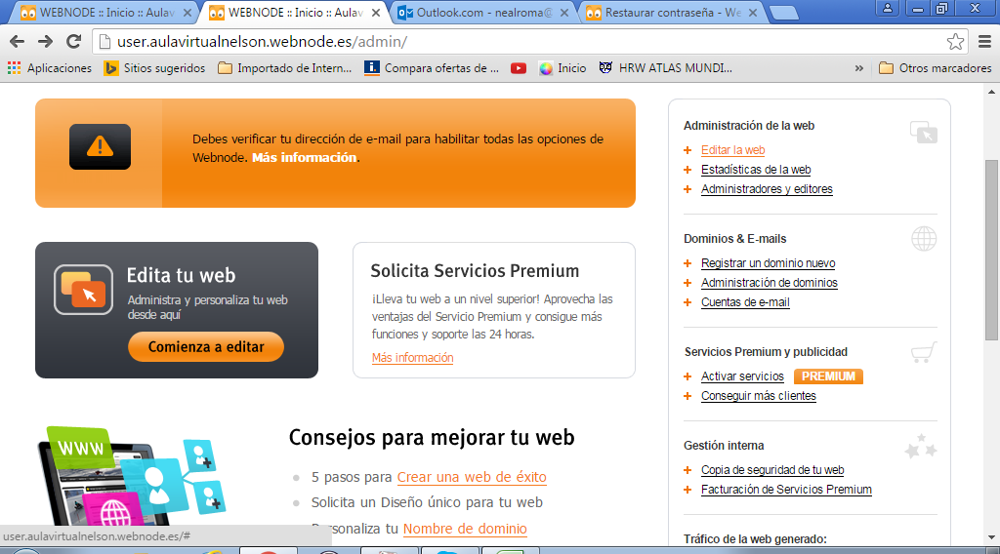 WEBNODE :: Inicio :: Aulav
WEBNODE :: Inicio :: Aulav
Outlook.com - nealroma@
Restaurar contraseña - We
user.aulavirtualnelson.webnode.es/admin/
Aplicaciones
Sitios sugeridos
Importado de Intern...
Compara ofertas de ...
Inicio
HRW ATLAS MUNDI...
»
Otros marcadores
Debes verificar tu dirección de e-mail para habilitar todas las opciones de
Webnode. Más información.
Edita tu web
Administra y personaliza tu web
desde aquí
Comienza a editar
Solicita Servicios Premium
¡Lleva tu web a un nivel superior! Aprovecha las
ventajas del Servicio Premium y consigue más
funciones y soporte las 24 horas.
Más información
WWW
Consejos para mejorar tu web
5 pasos para Crear una web de éxito
Solicita un Diseño único para tu web
Personaliza tu Nombre de dominio
Administración de la web
Editar la web
Estadísticas de la web
Administradores y editores
Dominios & E-mails
Registrar un dominio nuevo
Administración de dominios
Cuentas de e-mail
Servicios Premium y publicidad
Activar servicios PREMIUM
Conseguir más clientes
Gestión interna
Copia de seguridad de tu web
Facturación de Servicios Premium
Tráfico de la web generado:
user.aulavirtualnelson.webnode.es/#